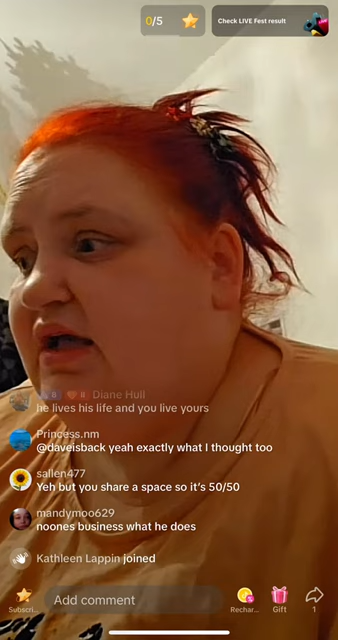 0/5
Check LIVE Fest result
Diane Hull
he lives his life and you live yours
Princess.nm
@daveisback yeah exactly what I thought too
sallen477
Yeh but you share a space so it's 50/50
mandymoo629
noones business what he does
Kathleen Lappin joined
Subscri...
Add comment
Rechar...
Gift
1